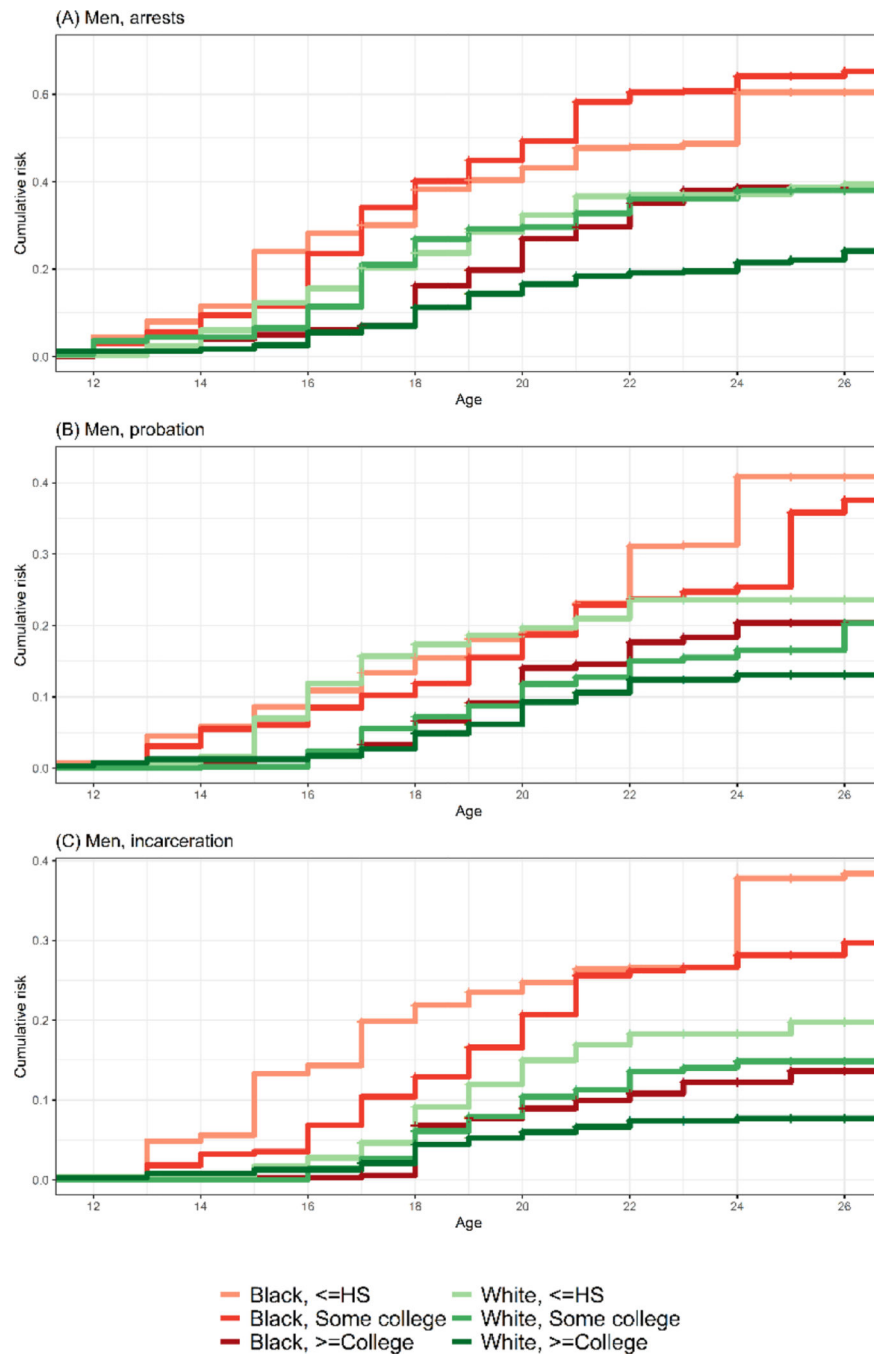 (A) Men, arrests
0.6
0.4
0.2
0.0
Cumulative risk
12 14 16 18 20 22 24 26
Age
(B) Men, probation
0.4
0.3
0.2
0.1
0.0
Cumulative risk
12 14 16 18 20 22 24 26
Age
(C) Men, incarceration
0.4
0.3
0.2
0.1
0.0
Cumulative risk
12 14 16 18 20 22 24 26
Age
Black, <=HS White, <=HS
Black, Some college White, Some college
Black, >=College White, >=College